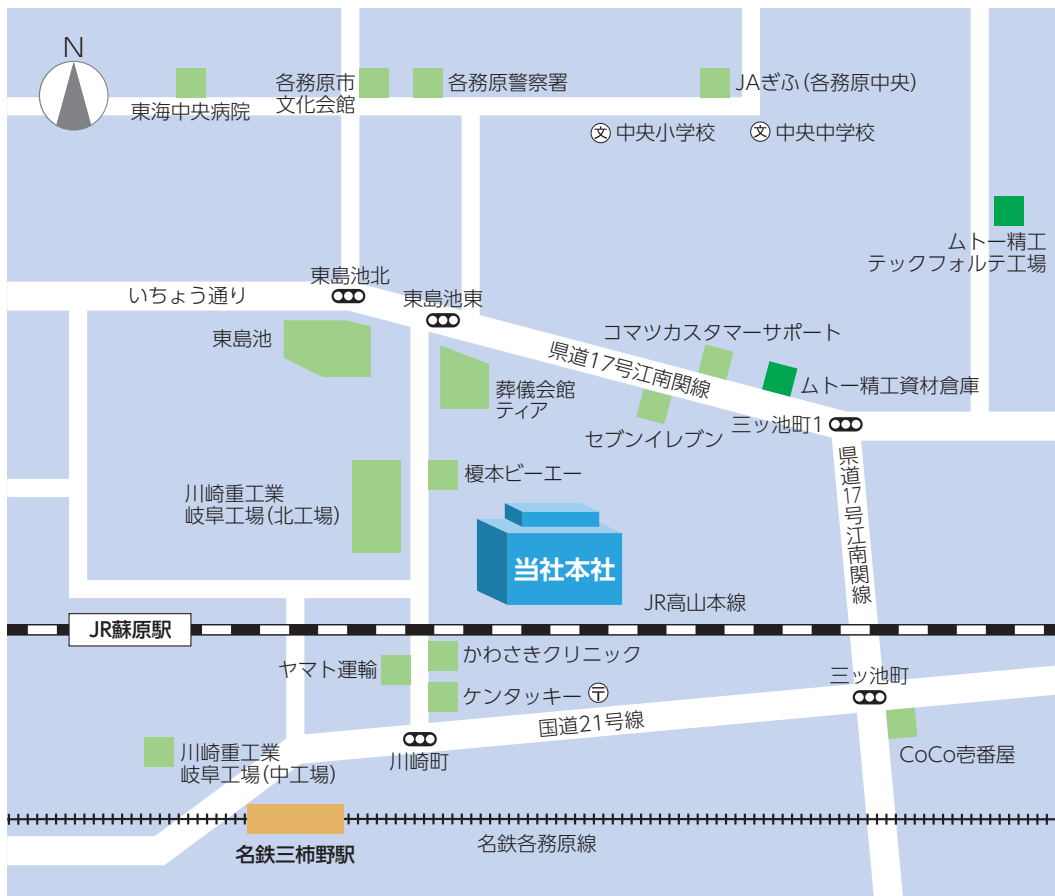 N
東海中央病院
各務原市
文化会館
各務原警察署
JAぎふ(各務原中央)
文 中央小学校
文 中央中学校
ムトー精工
テックフォルテ工場
東島池北
いちょう通り
東島池東
東島池
コマツカスタマーサポート
県道17号江南関線
葬儀会館
ティア
ムトー精工資材倉庫
セブンイレブン
三ッ池町1
県道17号江南関線
榎本ビーエー
川崎重工業
岐阜工場(北工場)
当社本社
JR高山本線
JR蘇原駅
かわさきクリニック
ヤマト運輸
三ッ池町
ケンタッキー 〒
国道21号線
川崎重工業
岐阜工場(中工場)
川崎町
CoCo壱番屋
名鉄各務原線
名鉄三柿野駅